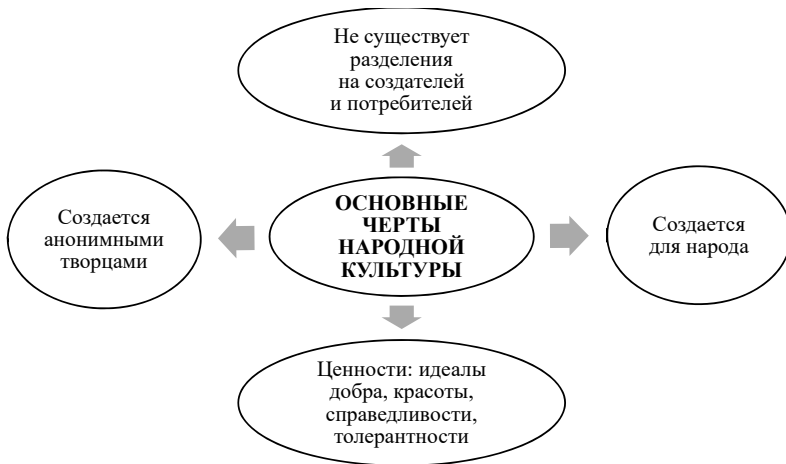 Не существует
разделения
на создателей
и потребителей
Создается
анонимными
творцами
ОСНОВНЫЕ
ЧЕРТЫ
НАРОДНОЙ
КУЛЬТУРЫ
Создается
для народа
Ценности: идеалы
добра, красоты,
справедливости,
толерантности